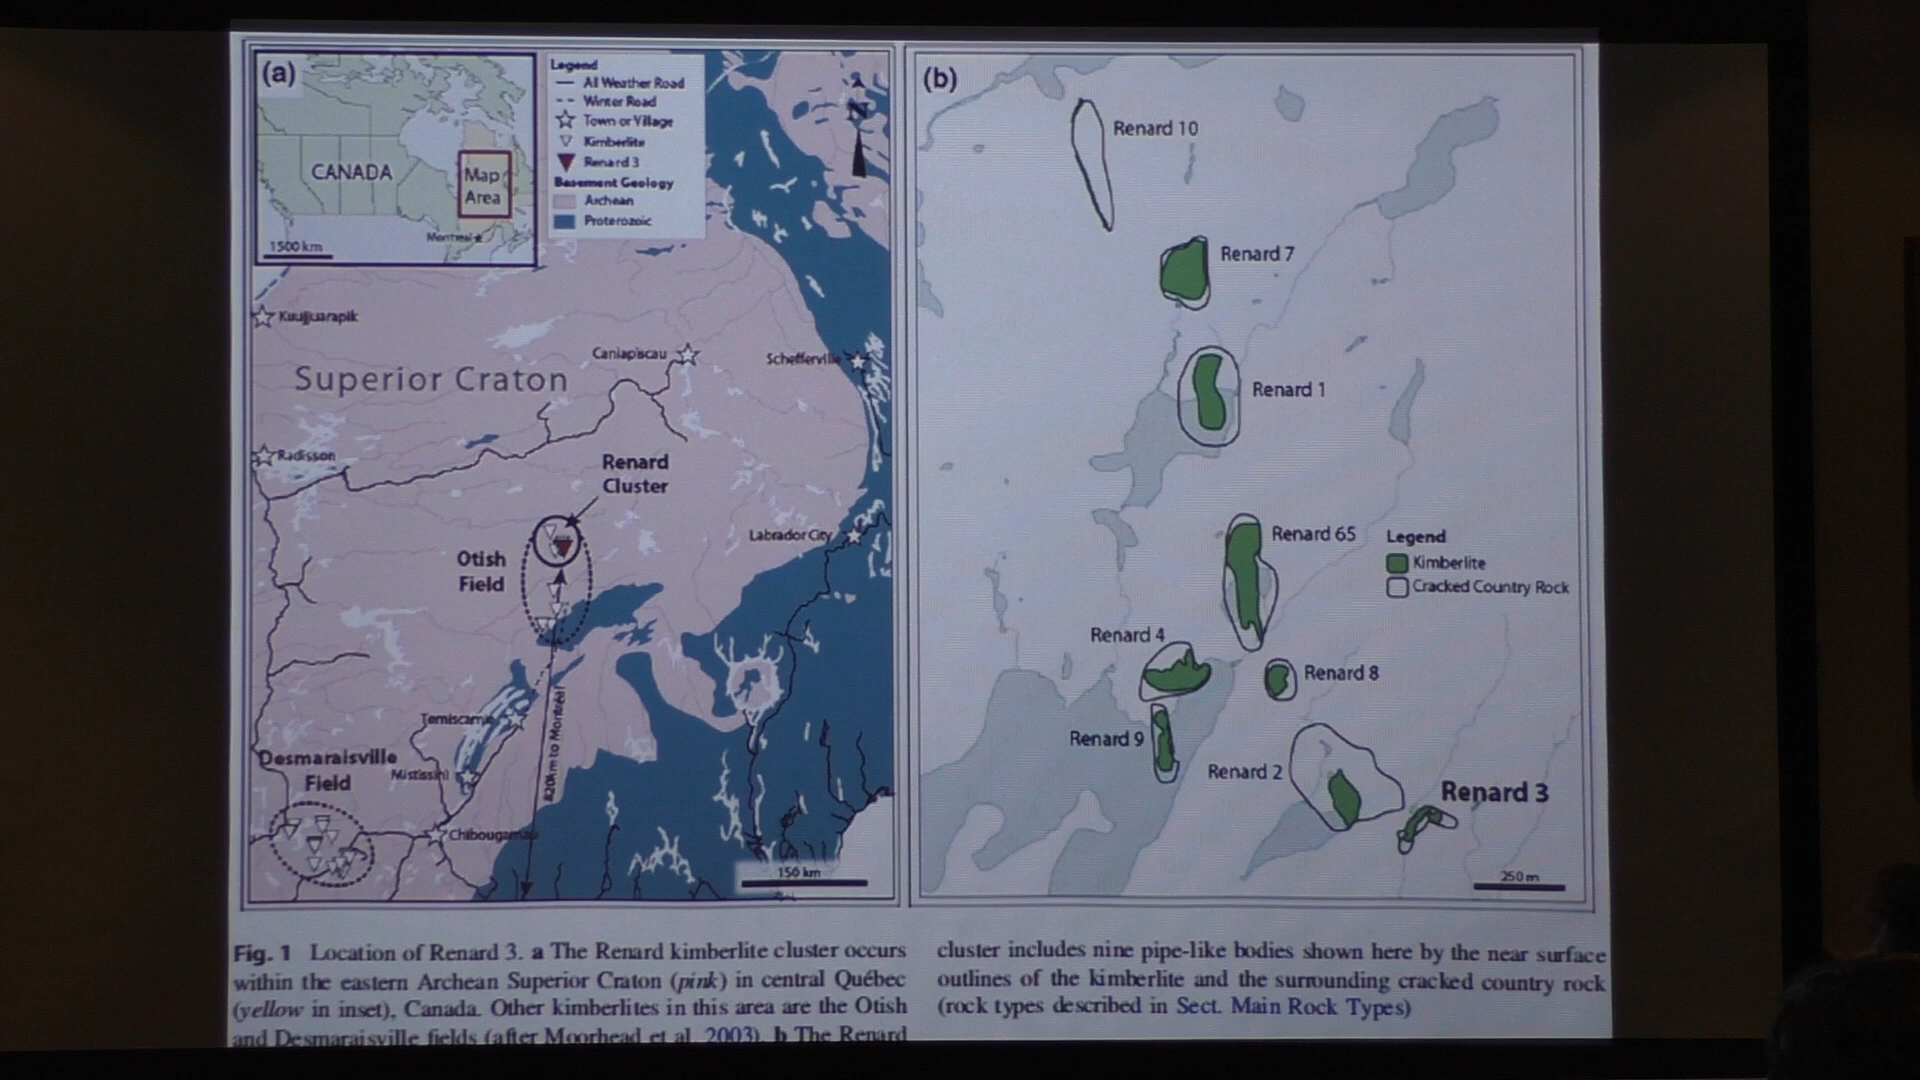 (a)
CANADA
Map
Area
Montreal
1500 km
Legend
All Weather Road
Winter Road
Town or Village
Kimberlite
Renard 3
Basement Geology
Archean
Proterozoic
N
Kuujjuarapik
Superior Craton
Caniapiscau
Schefferville
Radisson
Renard
Cluster
Otish
Field
Labrador City
Temiscamie
820km to Montréal
Desmaraisville
Field
Mistissini
Chibougamau
150 km
(b)
Renard 10
Renard 7
Renard 1
Renard 65
Legend
Kimberlite
Cracked Country Rock
Renard 4
Renard 8
Renard 9
Renard 2
Renard 3
250 m
Fig. 1 Location of Renard 3. a The Renard kimberlite cluster occurs
within the eastern Archean Superior Craton (pink) in central Québec
(yellow in inset), Canada. Other kimberlites in this area are the Otish
and Desmaraisville fields (after Moorhead et al. 2003). b The Renard
cluster includes nine pipe-like bodies shown here by the near surface
outlines of the kimberlite and the surrounding cracked country rock
(rock types described in Sect. Main Rock Types)